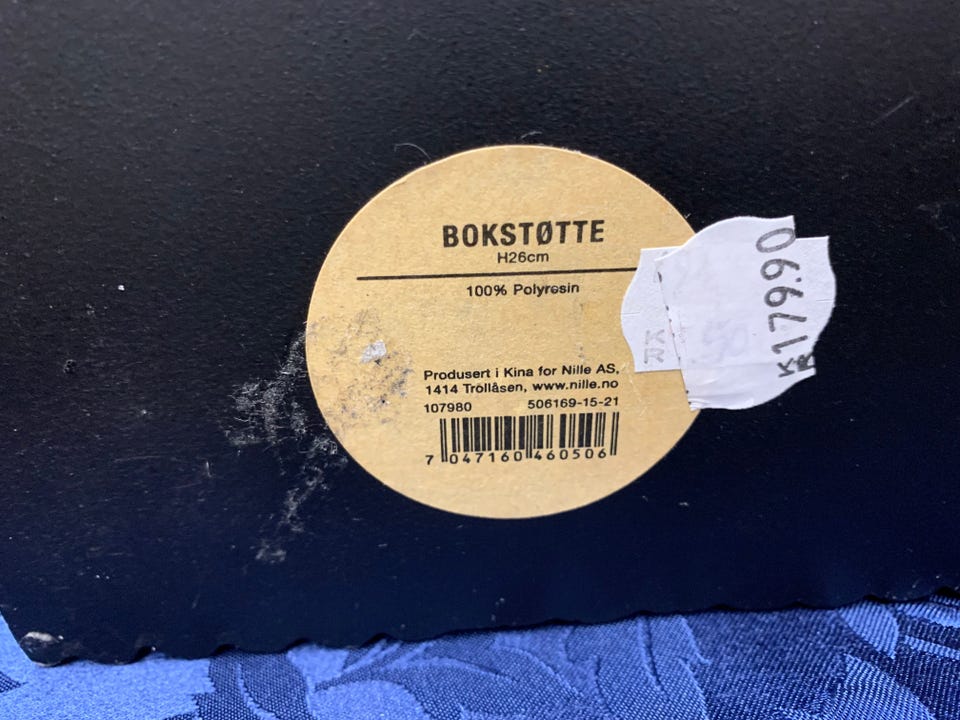 BOKSTØTTE
H26cm
100% Polyresin
Produsert i Kina for Nille AS,
1414 Trollåsen, www.nille.no
107980 506169-15-21
7 047160 460506
KR
KR 179.90